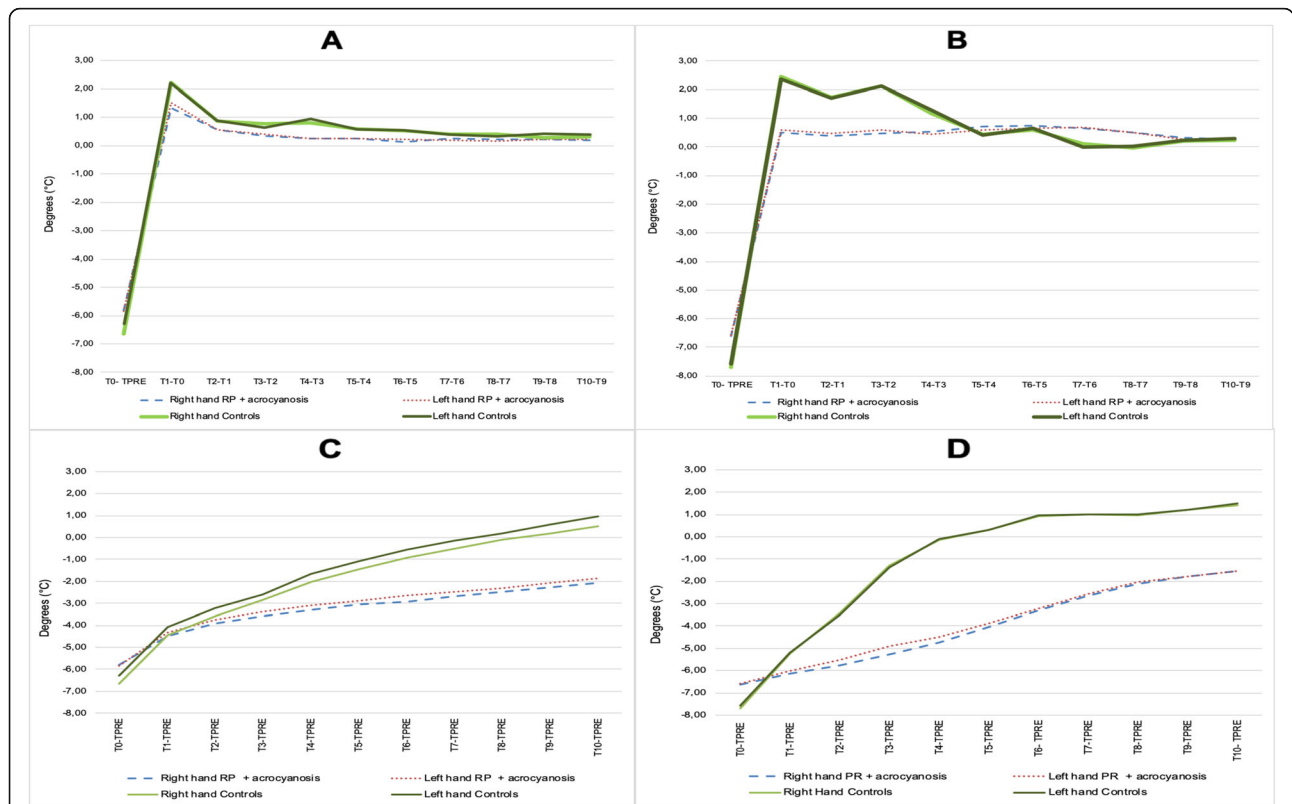 A
3,00
2,00
1,00
0,00
-1,00
-2,00
-3,00
-4,00
-5,00
-6,00
-7,00
-8,00
Degrees (°C)
T0- TPRE T1-T0 T2-T1 T3-T2 T4-T3 T5-T4 T6-T5 T7-T6 T8-T7 T9-T8 T10-T9
Right hand RP + acrocyanosis Left hand RP + acrocyanosis
Right hand Controls Left hand Controls
B
3,00
2,00
1,00
0,00
-1,00
-2,00
-3,00
-4,00
-5,00
-6,00
-7,00
-8,00
Degrees (°C)
T0- TPRE T1-T0 T2-T1 T3-T2 T4-T3 T5-T4 T6-T5 T7-T6 T8-T7 T9-T8 T10-T9
Right hand RP + acrocyanosis Left hand RP + acrocyanosis
Right hand Controls Left hand Controls
C
3,00
2,00
1,00
0,00
-1,00
-2,00
-3,00
-4,00
-5,00
-6,00
-7,00
-8,00
Degrees (°C)
T0-TPRE T1-TPRE T2-TPRE T3-TPRE T4-TPRE T5-TPRE T6-TPRE T7-TPRE T8-TPRE T9-TPRE T10-TPRE
Right hand RP + acrocyanosis Left hand RP + acrocyanosis
Right hand Controls Left hand Controls
D
3,00
2,00
1,00
0,00
-1,00
-2,00
-3,00
-4,00
-5,00
-6,00
-7,00
-8,00
Degrees (°C)
T0-TPRE T1-TPRE T2-TPRE T3-TPRE T4-TPRE T5-TPRE T6- TPRE T7-TPRE T8-TPRE T9-TPRE T10- TPRE
Right hand PR + acrocyanosis Left hand PR + acrocyanosis
Right Hand Controls Left hand Controls